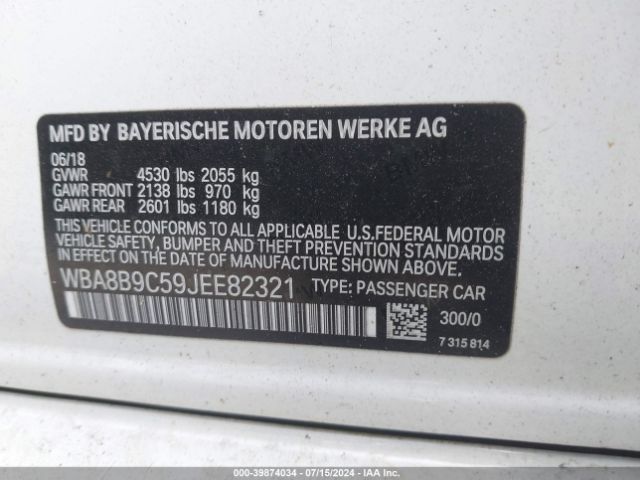 MFD BY BAYERISCHE MOTOREN WERKE AG
06/18
GVWR 4530 lbs 2055 kg
GAWR FRONT 2138 lbs 970 kg
GAWR REAR 2601 lbs 1180 kg
THIS VEHICLE CONFORMS TO ALL APPLICABLE U.S.FEDERAL MOTOR
VEHICLE SAFETY, BUMPER AND THEFT PREVENTION STANDARDS
IN EFFECT ON THE DATE OF MANUFACTURE SHOWN ABOVE.
WBA8B9C59JEE82321 TYPE: PASSENGER CAR
300/0
7 315 814
000-39874034 / 07/15/2024 - IAA Inc.